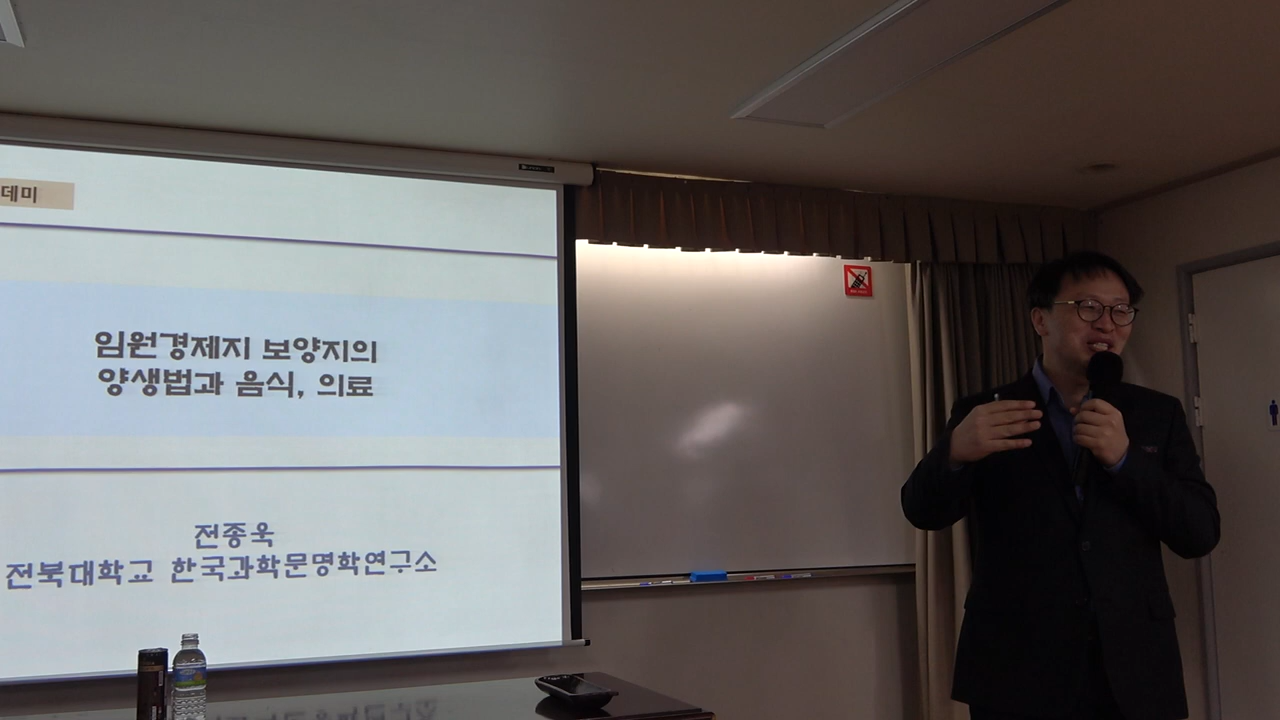 데미
임원경제지 보양지의
양생법과 음식, 의료
전종욱
전북대학교 한국과학문명학연구소